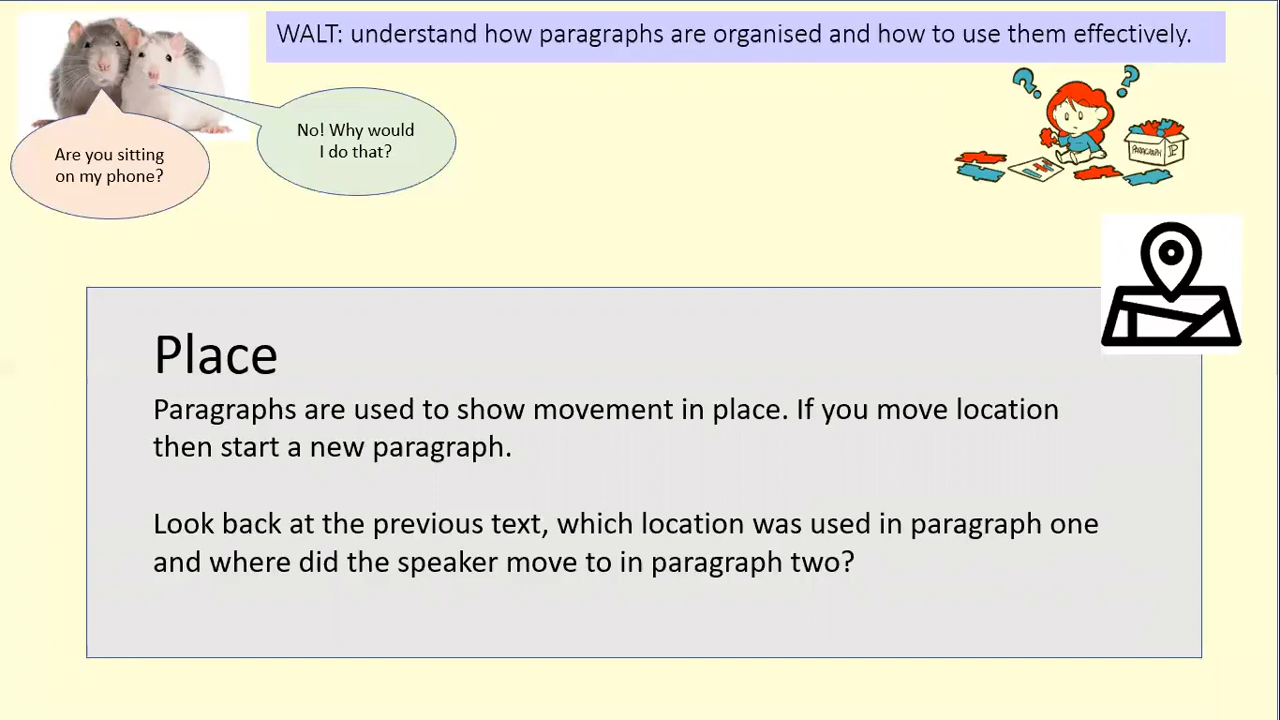 WALT: understand how paragraphs are organised and how to use them effectively.
Are you sitting
on my phone?
No! Why would
I do that?
PARAGRAPH
Place
Paragraphs are used to show movement in place. If you move location
then start a new paragraph.
Look back at the previous text, which location was used in paragraph one
and where did the speaker move to in paragraph two?